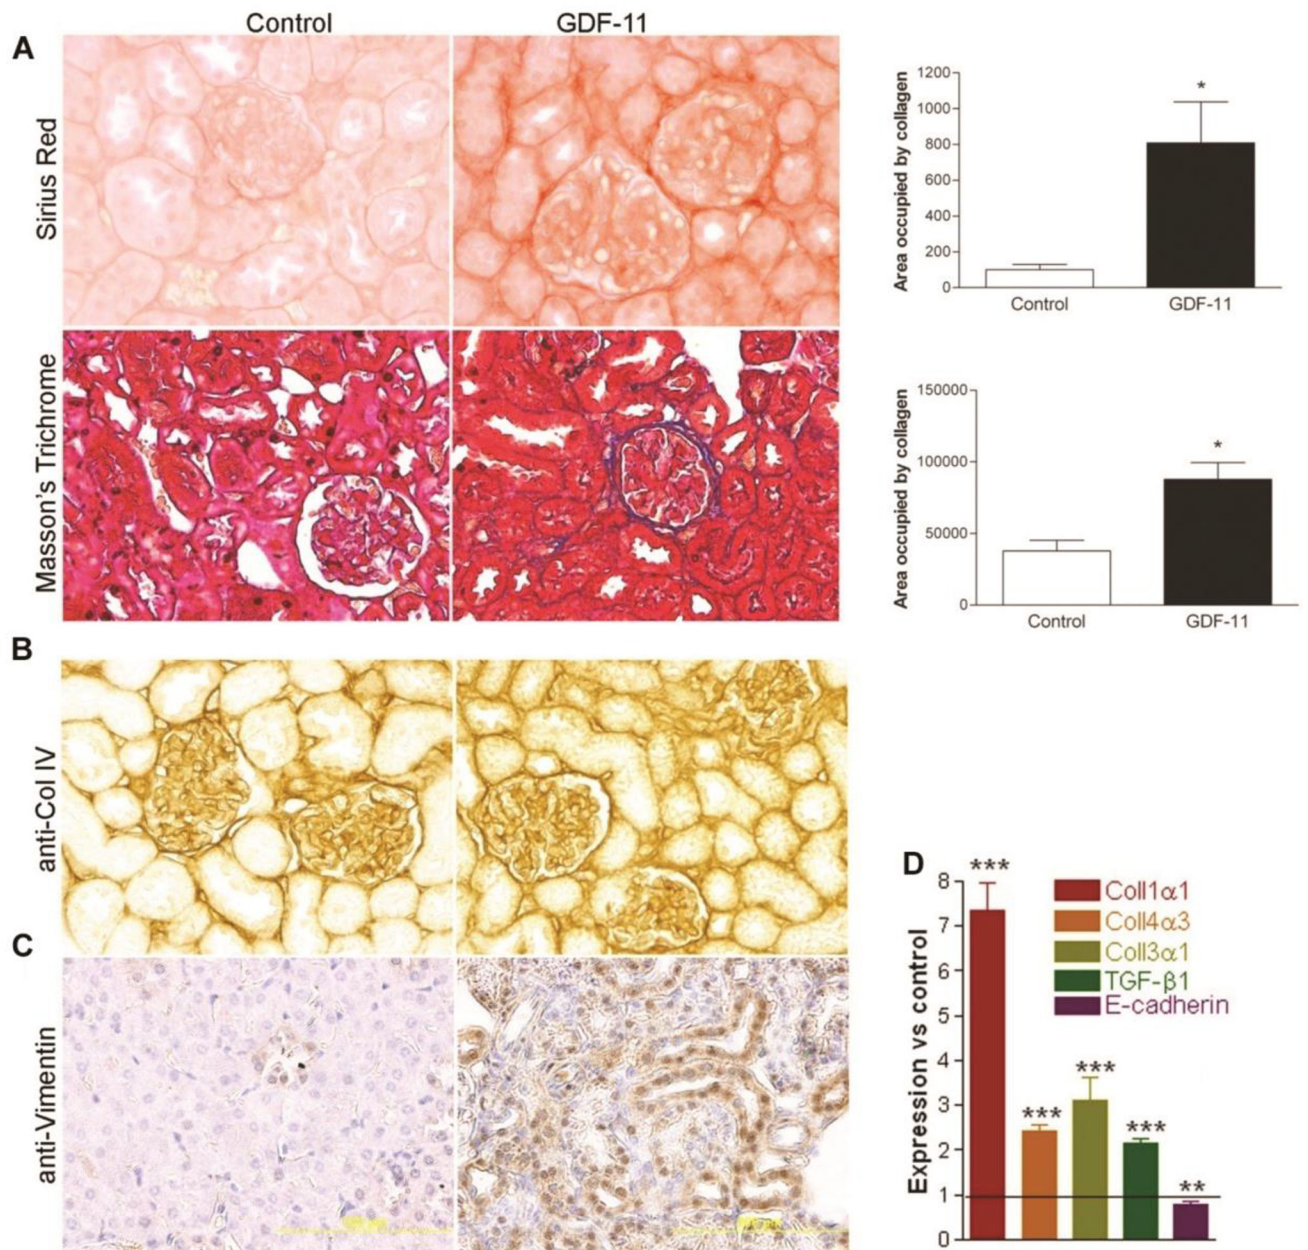 Control GDF-11
A
Sirius Red
Area occupied by collagen
1200
1000
800
600
400
200
0
*
Control GDF-11
Masson's Trichrome
Area occupied by collagen
150000
100000
50000
0
*
Control GDF-11
B
anti-Col IV
C
anti-Vimentin
D
Expression vs control
8
7
6
5
4
3
2
1
0
***
***
***
***
**
Coll1α1
Coll4α3
Coll3α1
TGF-β1
E-cadherin